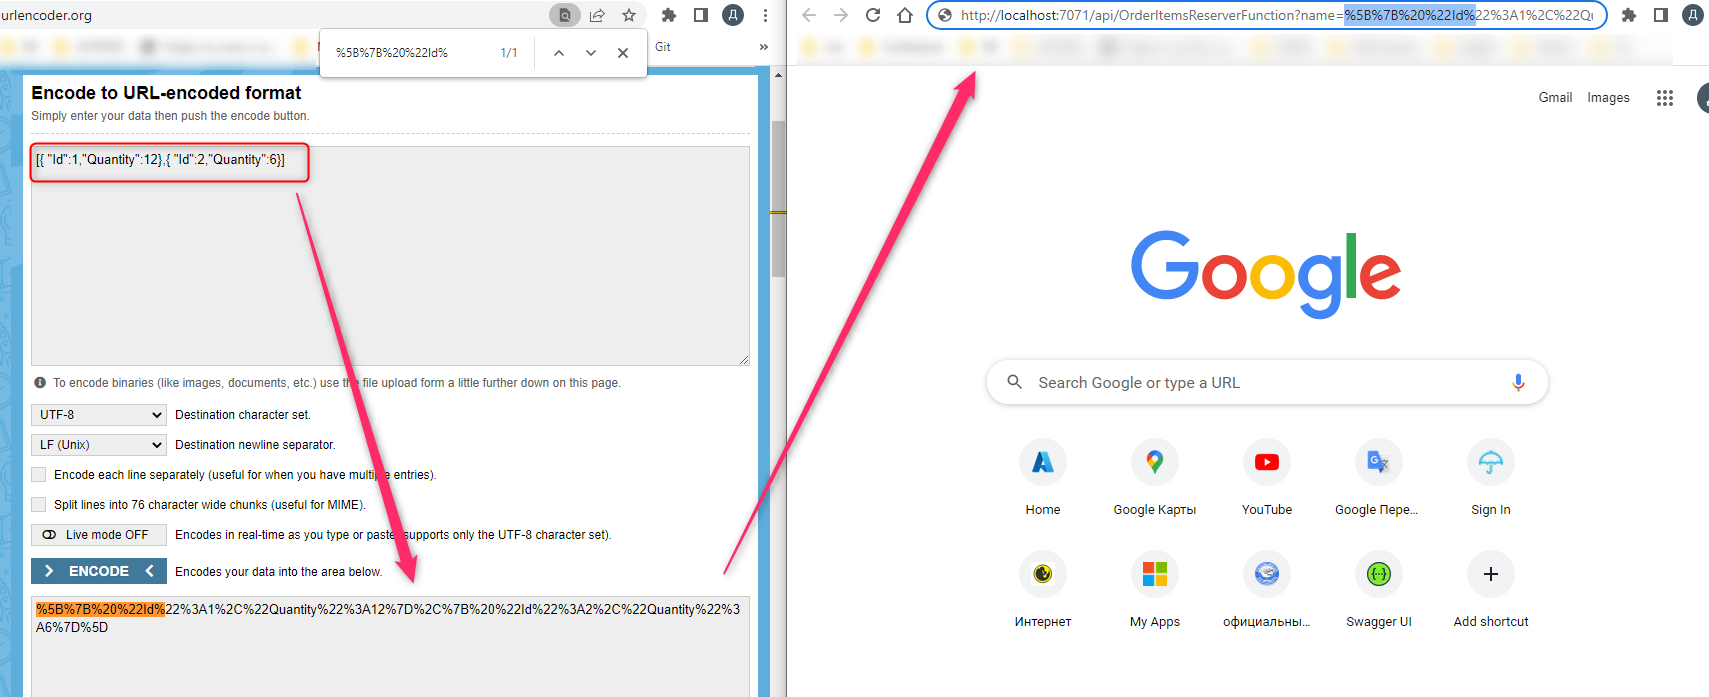 urlencoder.org
Д
%5B%7B%20%22Id%
1/1
Git
»
Encode to URL-encoded format
Simply enter your data then push the encode button.
[{ "Id":1,"Quantity":12},{ "Id":2,"Quantity":6}]
To encode binaries (like images, documents, etc.) use the file upload form a little further down on this page.
UTF-8
Destination character set.
LF (Unix)
Destination newline separator.
Encode each line separately (useful for when you have multiple entries).
Split lines into 76 character wide chunks (useful for MIME).
Live mode OFF
Encodes in real-time as you type or paste supports only the UTF-8 character set).
> ENCODE <
Encodes your data into the area below.
%5B%7B%20%22Id%22%3A1%2C%22Quantity%22%3A12%7D%2C%7B%20%22Id%22%3A2%2C%22Quantity%22%3
A6%7D%5D
http://localhost:7071/api/OrderItemsReserverFunction?name=%5B%7B%20%22Id%22%3A1%2C%22Qu
Д
Gmail
Images
Google
Search Google or type a URL
Home
Google Карты
YouTube
Google Пере...
Sign In
Интернет
My Apps
официальны...
Swagger UI
Add shortcut